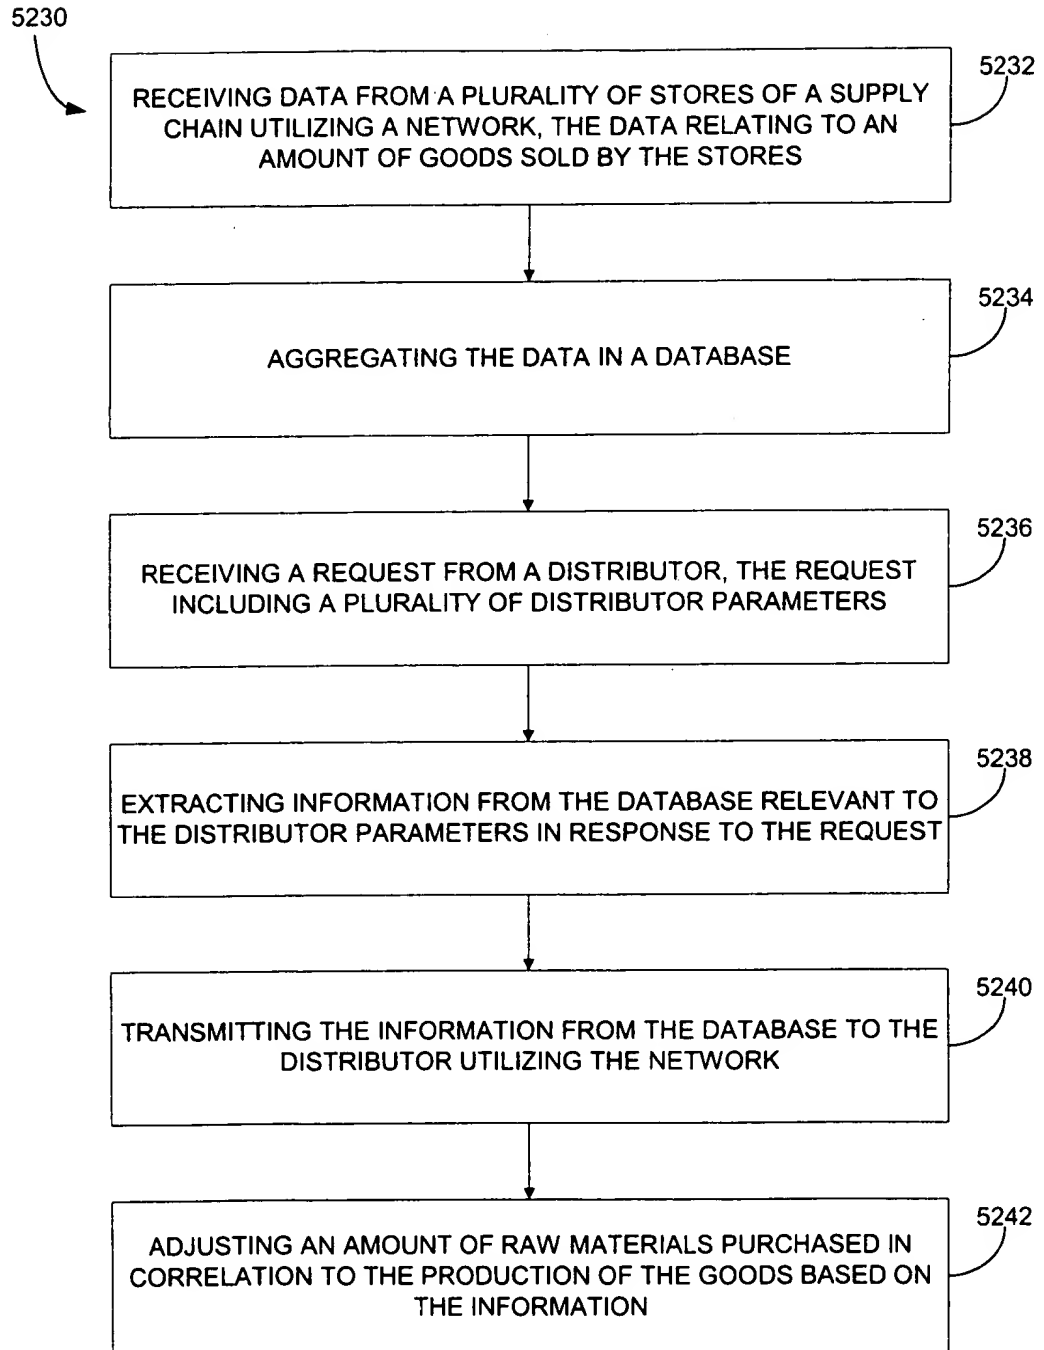 5230
5232
RECEIVING DATA FROM A PLURALITY OF STORES OF A SUPPLY
CHAIN UTILIZING A NETWORK, THE DATA RELATING TO AN
AMOUNT OF GOODS SOLD BY THE STORES
5234
AGGREGATING THE DATA IN A DATABASE
5236
RECEIVING A REQUEST FROM A DISTRIBUTOR, THE REQUEST
INCLUDING A PLURALITY OF DISTRIBUTOR PARAMETERS
5238
EXTRACTING INFORMATION FROM THE DATABASE RELEVANT TO
THE DISTRIBUTOR PARAMETERS IN RESPONSE TO THE REQUEST
5240
TRANSMITTING THE INFORMATION FROM THE DATABASE TO THE
DISTRIBUTOR UTILIZING THE NETWORK
5242
ADJUSTING AN AMOUNT OF RAW MATERIALS PURCHASED IN
CORRELATION TO THE PRODUCTION OF THE GOODS BASED ON
THE INFORMATION